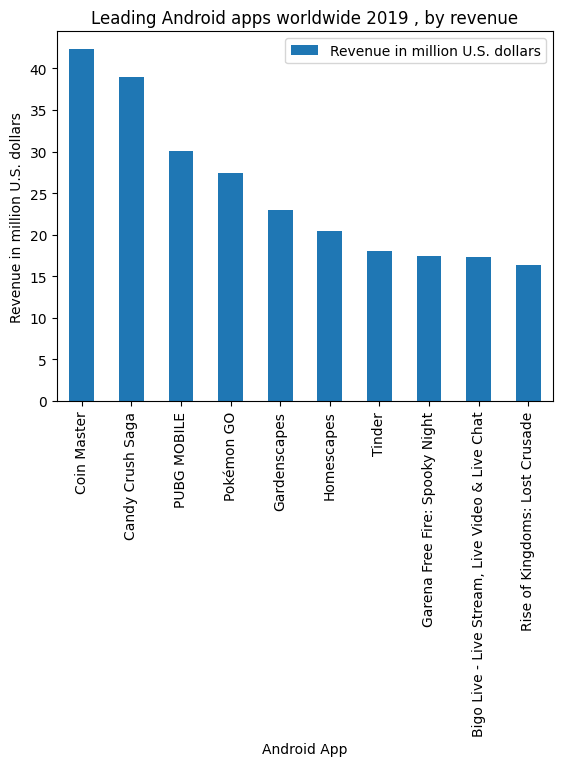 Leading Android apps worldwide 2019 , by revenue
Revenue in million U.S. dollars
Revenue in million U.S. dollars
40
35
30
25
20
15
10
5
0
Coin Master
Candy Crush Saga
PUBG MOBILE
Pokémon GO
Gardenscapes
Homescapes
Tinder
Garena Free Fire: Spooky Night
Bigo Live - Live Stream, Live Video & Live Chat
Rise of Kingdoms: Lost Crusade
Android App